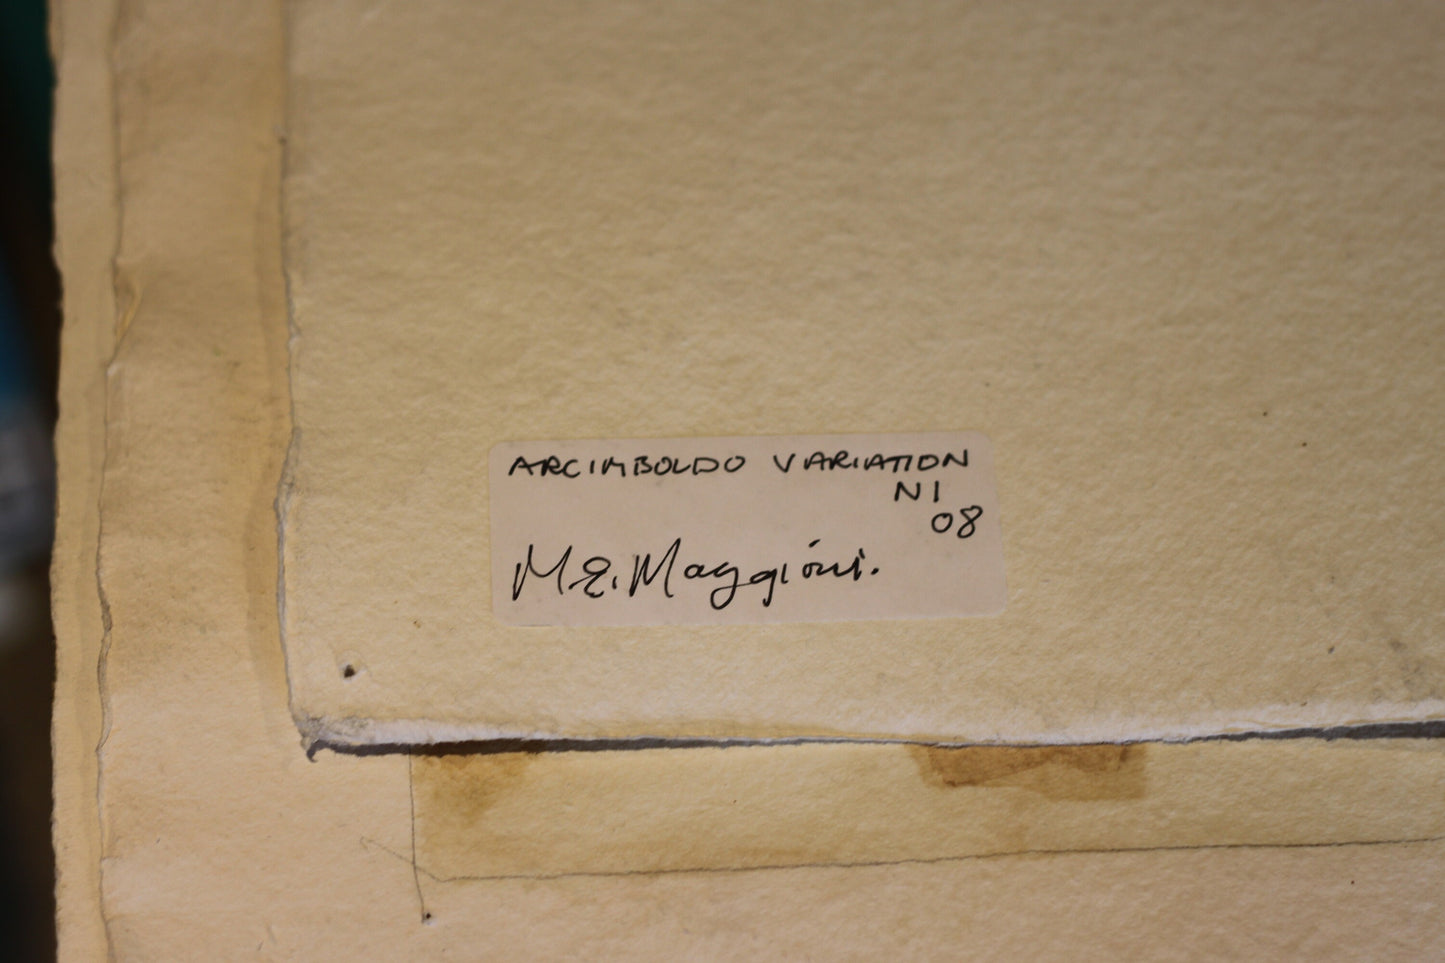 ARCIMBOLDO VARIATION
N1
08
M.E. Maggioni.